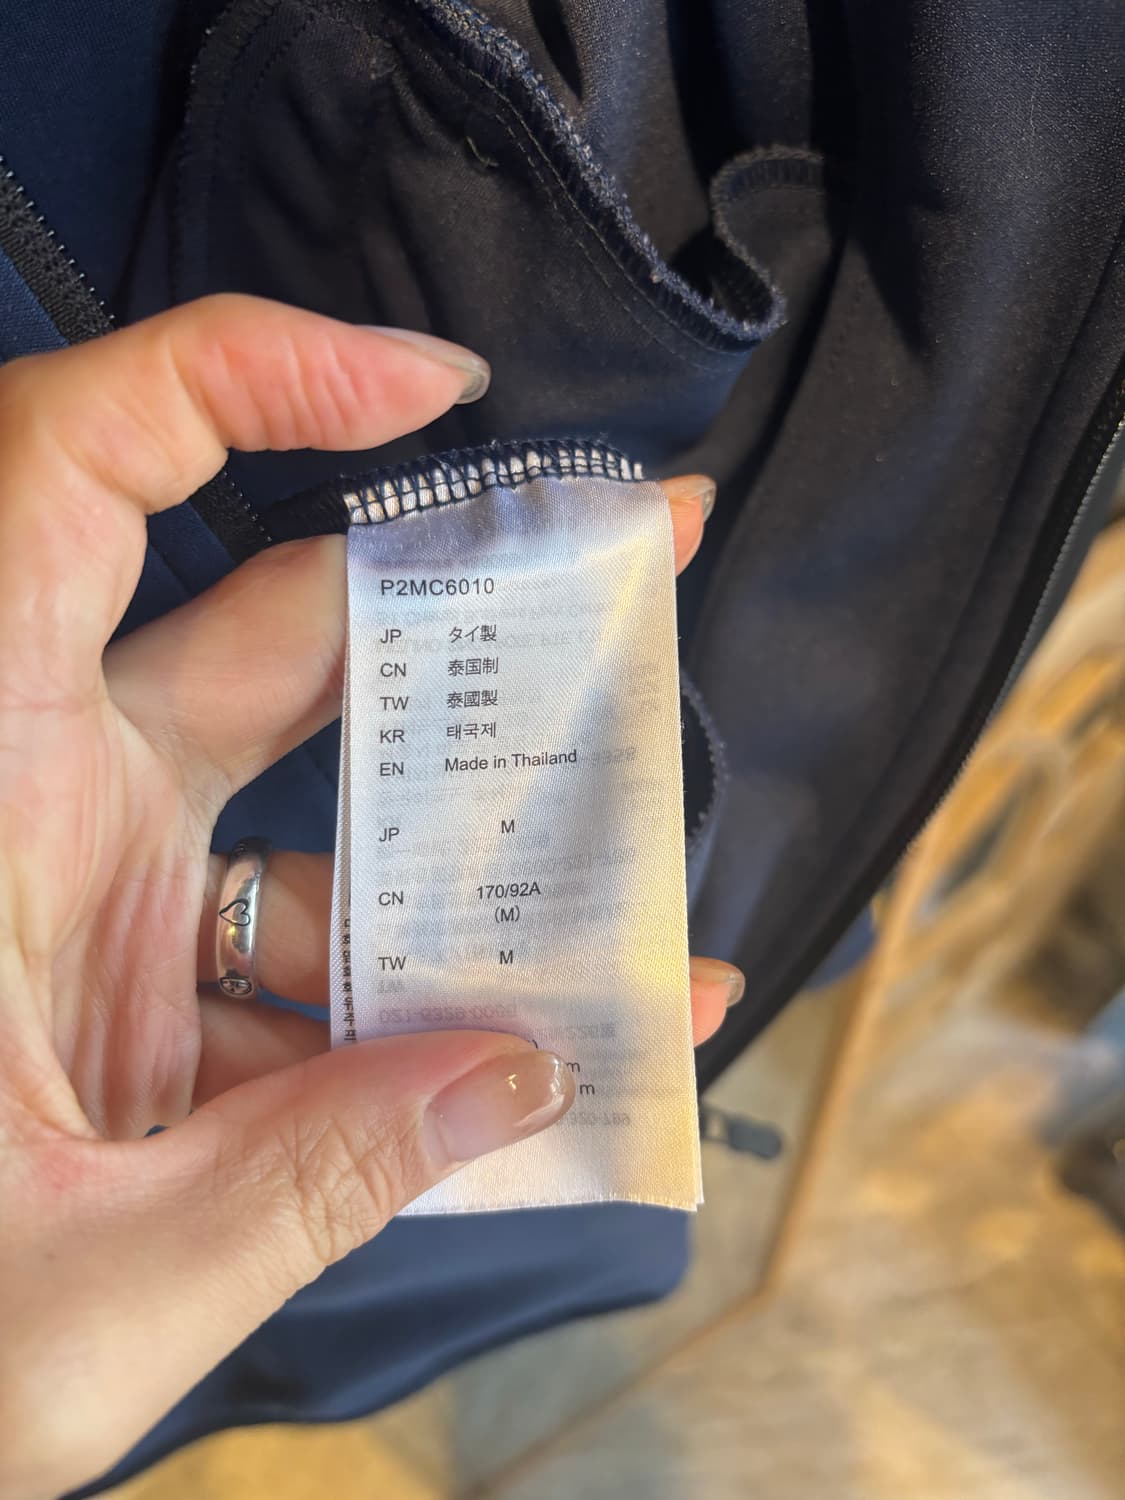 P2MC6010
JP タイ製
CN 泰国制
TW 泰國製
KR 태국제
EN Made in Thailand
JP M
CN 170/92A
(M)
TW M
m
m